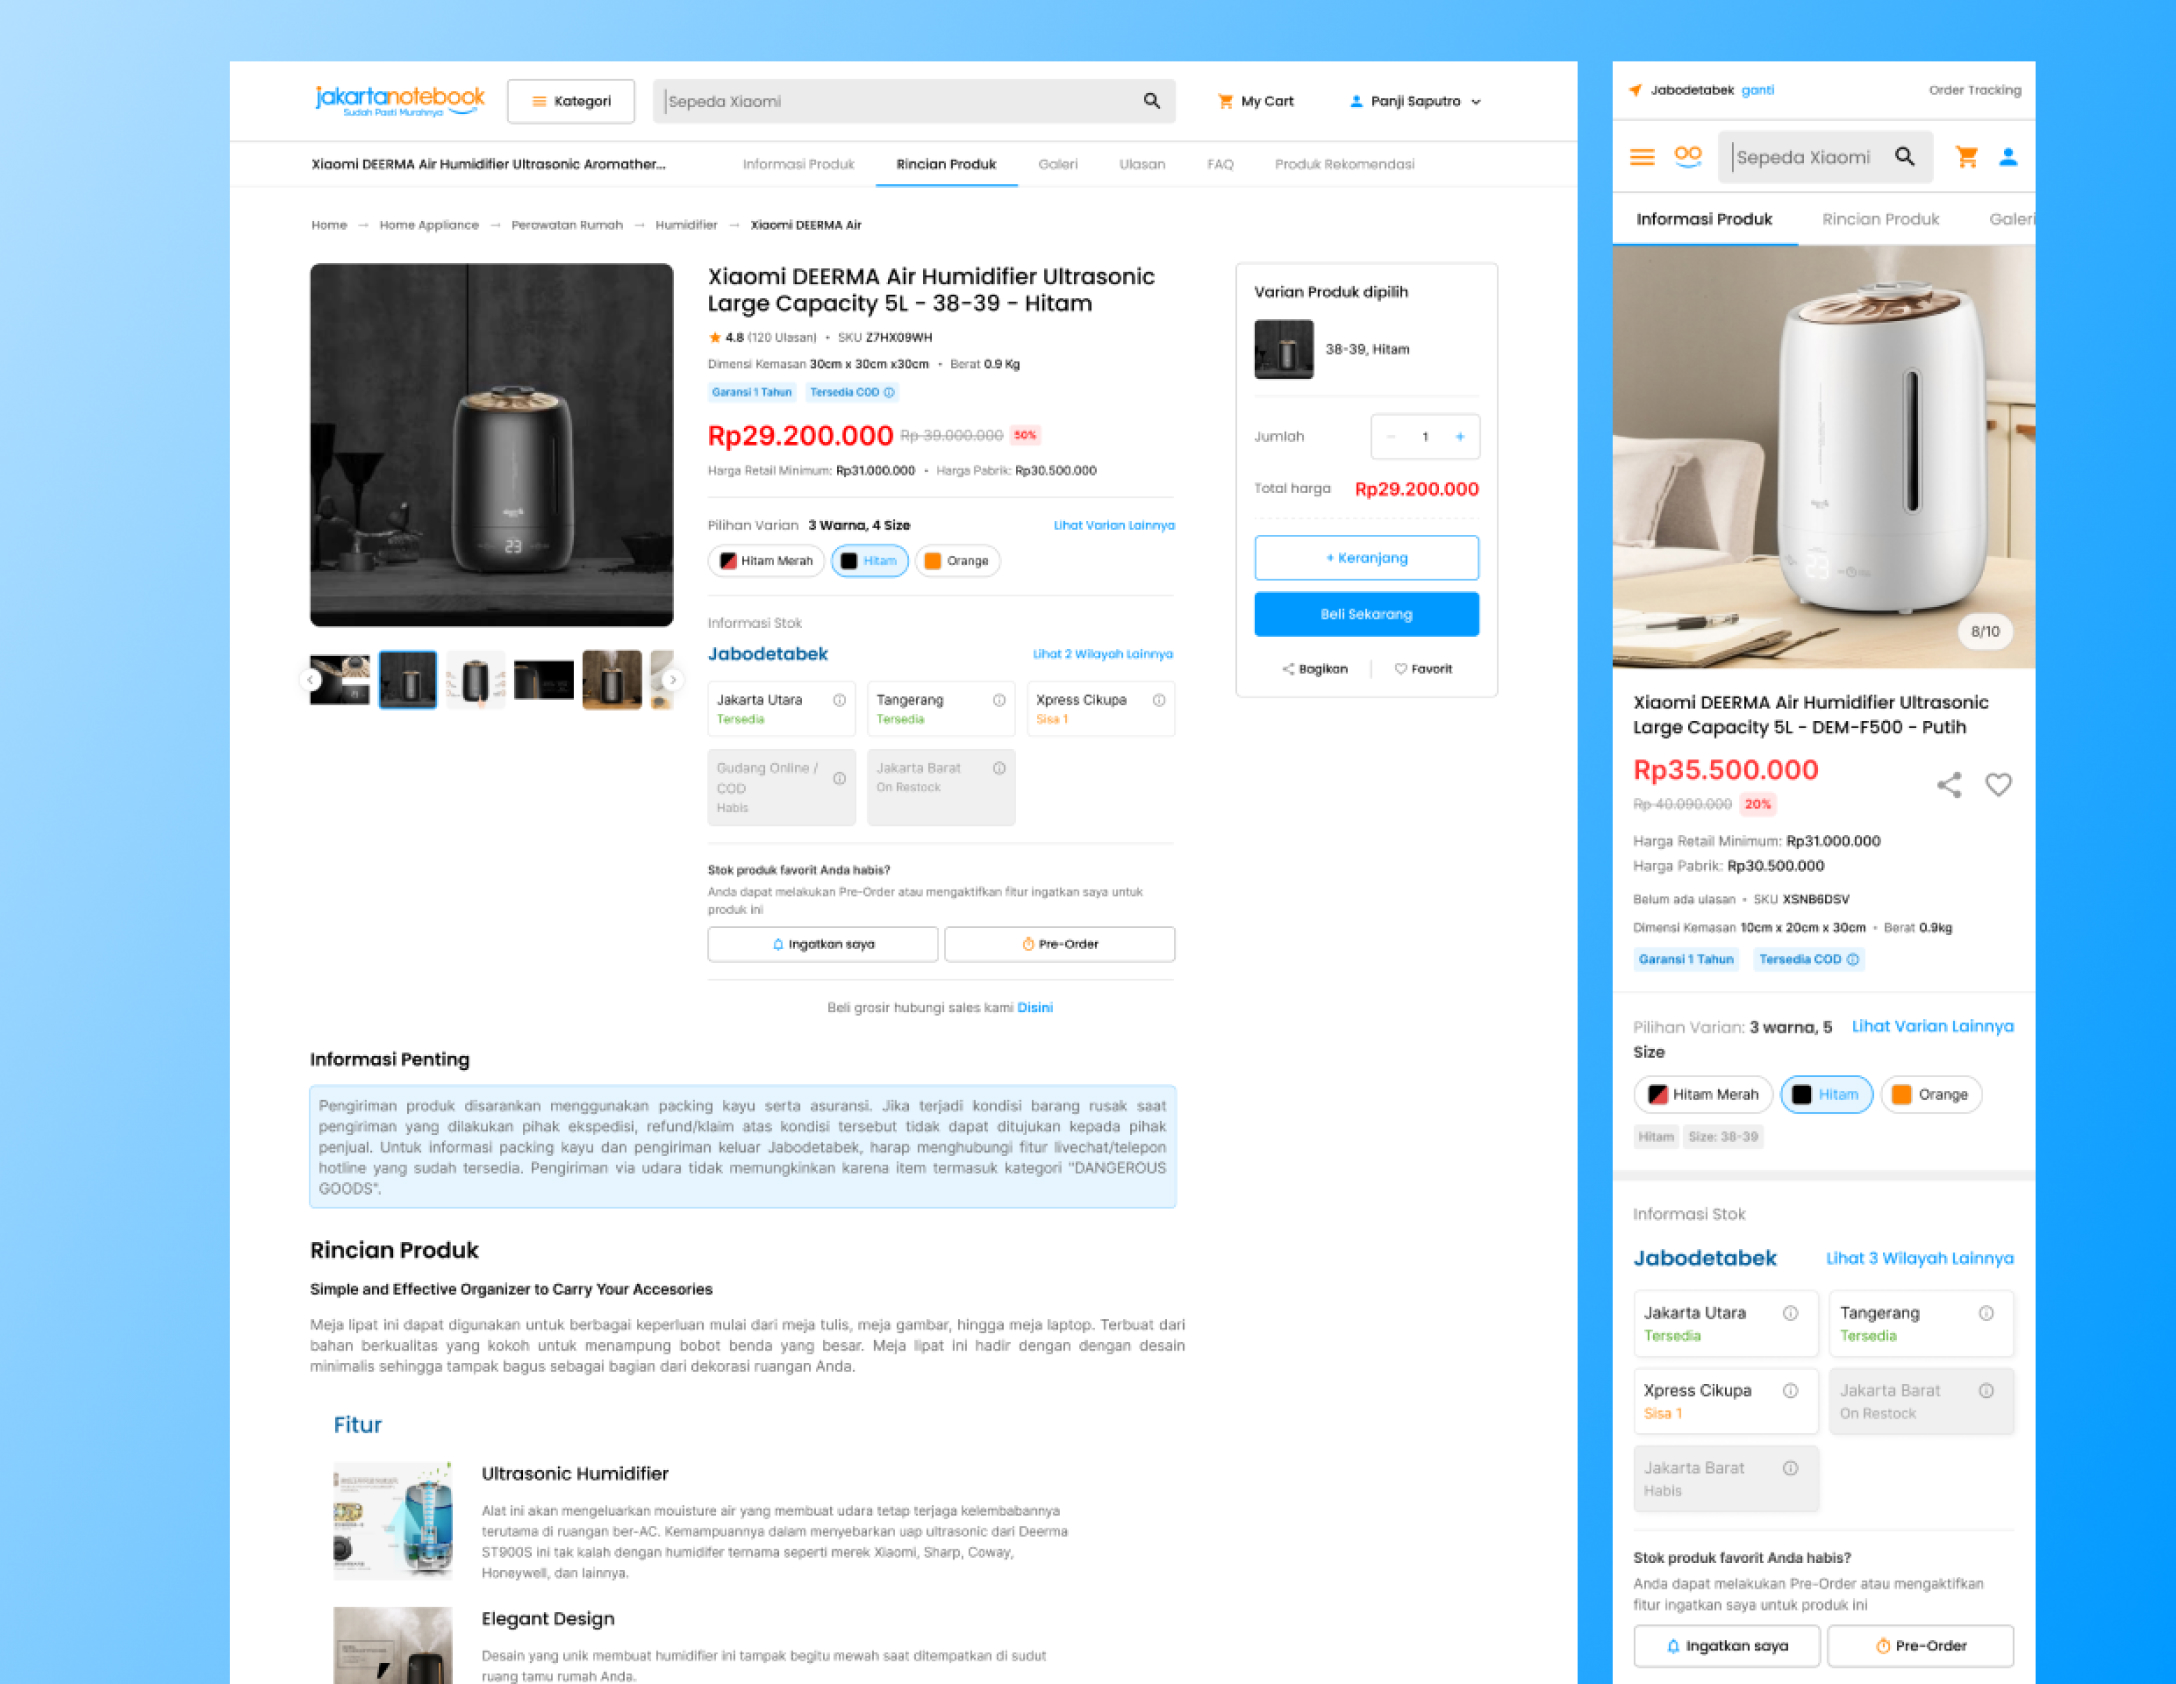 jakartanotebook
Sudah Pasti Murahnya
Kategori
Sepeda Xiaomi
My Cart
Panji Saputro
Xiaomi DEERMA Air Humidifier Ultrasonic Aromather...
Informasi Produk
Rincian Produk
Galeri
Ulasan
FAQ
Produk Rekomendasi
Home → Home Appliance → Perawatan Rumah → Humidifier → Xiaomi DEERMA Air
23
Xiaomi DEERMA Air Humidifier Ultrasonic
Large Capacity 5L - 38-39 - Hitam
4.8 (120 Ulasan) • SKU Z7HX09WH
Dimensi Kemasan 30cm x 30cm x30cm • Berat 0.9 Kg
Garansi 1 Tahun
Tersedia COD
Rp29.200.000 Rp 39.000.000 50%
Harga Retail Minimum: Rp31.000.000 • Harga Pabrik: Rp30.500.000
Pilihan Varian 3 Warna, 4 Size
Lihat Varian Lainnya
Hitam Merah
Hitam
Orange
Informasi Stok
Jabodetabek
Lihat 2 Wilayah Lainnya
Jakarta Utara
Tersedia
Tangerang
Tersedia
Xpress Cikupa
Sisa 1
Gudang Online /
COD
Habis
Jakarta Barat
On Restock
Stok produk favorit Anda habis?
Anda dapat melakukan Pre-Order atau mengaktifkan fitur ingatkan saya untuk
produk ini
Ingatkan saya
Pre-Order
Beli grosir hubungi sales kami Disini
Varian Produk dipilih
38-39, Hitam
Jumlah
− 1 +
Total harga
Rp29.200.000
+ Keranjang
Beli Sekarang
Bagikan
Favorit
Informasi Penting
Pengiriman produk disarankan menggunakan packing kayu serta asuransi. Jika terjadi kondisi barang rusak saat
pengiriman yang dilakukan pihak ekspedisi, refund/klaim atas kondisi tersebut tidak dapat ditujukan kepada pihak
penjual. Untuk informasi packing kayu dan pengiriman keluar Jabodetabek, harap menghubungi fitur livechat/telepon
hotline yang sudah tersedia. Pengiriman via udara tidak memungkinkan karena item termasuk kategori "DANGEROUS
GOODS".
Rincian Produk
Simple and Effective Organizer to Carry Your Accesories
Meja lipat ini dapat digunakan untuk berbagai keperluan mulai dari meja tulis, meja gambar, hingga meja laptop. Terbuat dari
bahan berkualitas yang kokoh untuk menampung bobot benda yang besar. Meja lipat ini hadir dengan dengan desain
minimalis sehingga tampak bagus sebagai bagian dari dekorasi ruangan Anda.
Fitur
Ultrasonic Humidifier
Alat ini akan mengeluarkan mouisture air yang membuat udara tetap terjaga kelembabannya
terutama di ruangan ber-AC. Kemampuannya dalam menyebarkan uap ultrasonic dari Deerma
ST900S ini tak kalah dengan humidifer ternama seperti merek Xiaomi, Sharp, Coway,
Honeywell, dan lainnya.
Elegant Design
Desain yang unik membuat humidifier ini tampak begitu mewah saat ditempatkan di sudut
ruang tamu rumah Anda.
Jabodetabek ganti
Order Tracking
Sepeda Xiaomi
Informasi Produk
Rincian Produk
Galeri
23
8/10
Xiaomi DEERMA Air Humidifier Ultrasonic
Large Capacity 5L - DEM-F500 - Putih
Rp35.500.000
Rp 40.090.000 20%
Harga Retail Minimum: Rp31.000.000
Harga Pabrik: Rp30.500.000
Belum ada ulasan • SKU XSNB6DSV
Dimensi Kemasan 10cm x 20cm x 30cm • Berat 0.9kg
Garansi 1 Tahun
Tersedia COD
Pilihan Varian: 3 warna, 5
Size
Lihat Varian Lainnya
Hitam Merah
Hitam
Orange
Hitam
Size: 38-39
Informasi Stok
Jabodetabek
Lihat 3 Wilayah Lainnya
Jakarta Utara
Tersedia
Tangerang
Tersedia
Xpress Cikupa
Sisa 1
Jakarta Barat
On Restock
Jakarta Barat
Habis
Stok produk favorit Anda habis?
Anda dapat melakukan Pre-Order atau mengaktifkan
fitur ingatkan saya untuk produk ini
Ingatkan saya
Pre-Order